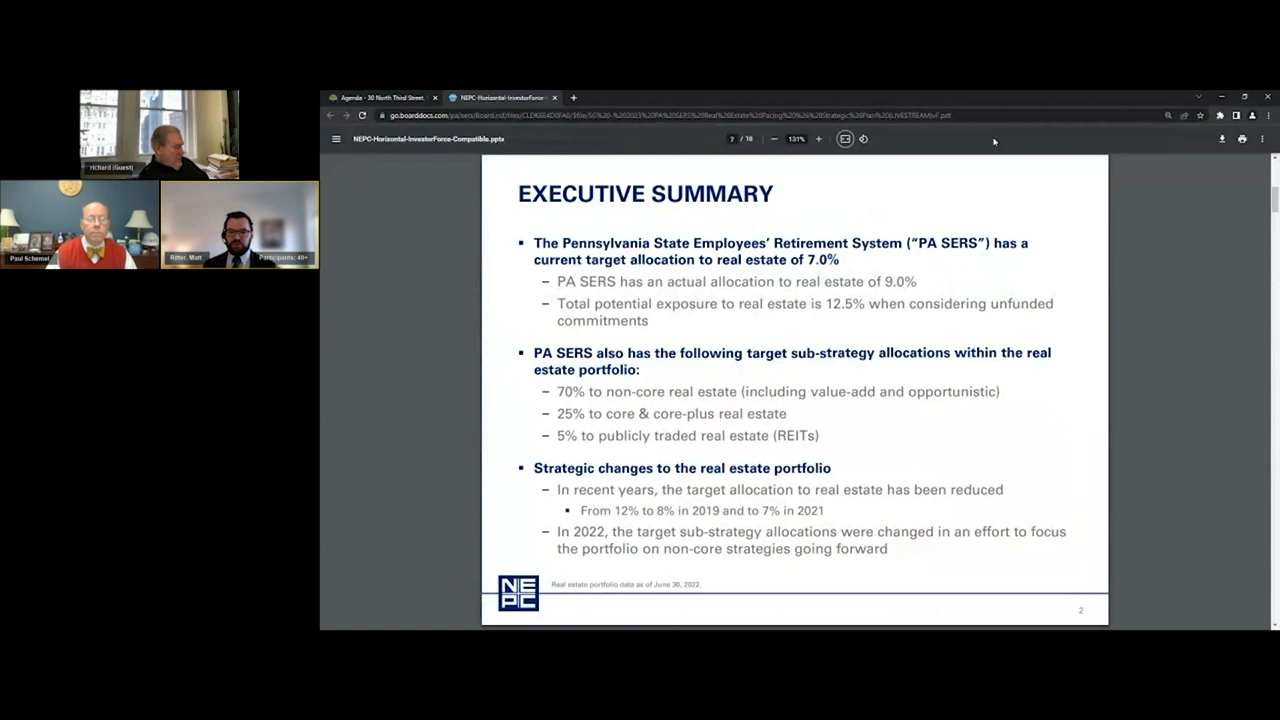 Agenda - 30 North Third Street,
NEPC-Horizontal-InvestorForce-
NEPC-Horizontal-InvestorForce-Compatible.pptx
2 / 18
131%
richard (Guest)
Paul Schemel
Ritter, Matt
Participants: 40+
EXECUTIVE SUMMARY
▪ The Pennsylvania State Employees’ Retirement System (“PA SERS”) has a
current target allocation to real estate of 7.0%
– PA SERS has an actual allocation to real estate of 9.0%
– Total potential exposure to real estate is 12.5% when considering unfunded
commitments
▪ PA SERS also has the following target sub-strategy allocations within the real
estate portfolio:
– 70% to non-core real estate (including value-add and opportunistic)
– 25% to core & core-plus real estate
– 5% to publicly traded real estate (REITs)
▪ Strategic changes to the real estate portfolio
– In recent years, the target allocation to real estate has been reduced
▪ From 12% to 8% in 2019 and to 7% in 2021
– In 2022, the target sub-strategy allocations were changed in an effort to focus
the portfolio on non-core strategies going forward
NE
PC
Real estate portfolio data as of June 30, 2022.
2